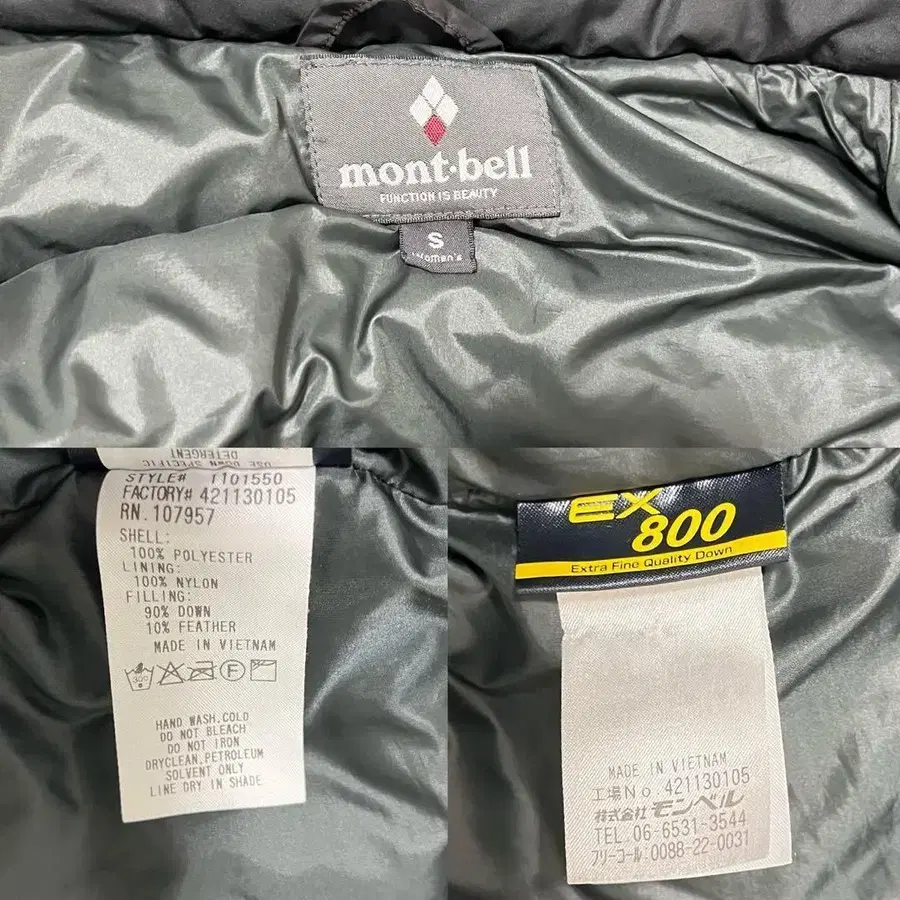 mont·bell
FUNCTION IS BEAUTY
S
Women's
USE DOWN SPECIFIC
DETERGENT
STYLE# 1101550
FACTORY# 421130105
RN.107957
SHELL:
100% POLYESTER
LINING:
100% NYLON
FILLING:
90% DOWN
10% FEATHER
MADE IN VIETNAM
HAND WASH,COLD
DO NOT BLEACH
DO NOT IRON
DRYCLEAN,PETROLEUM
SOLVENT ONLY
LINE DRY IN SHADE
EX
800
Extra Fine Quality Down
MADE IN VIETNAM
工場No.421130105
株式会社モンベル
TEL.06-6531-3544
フリーコール:0088-22-0031